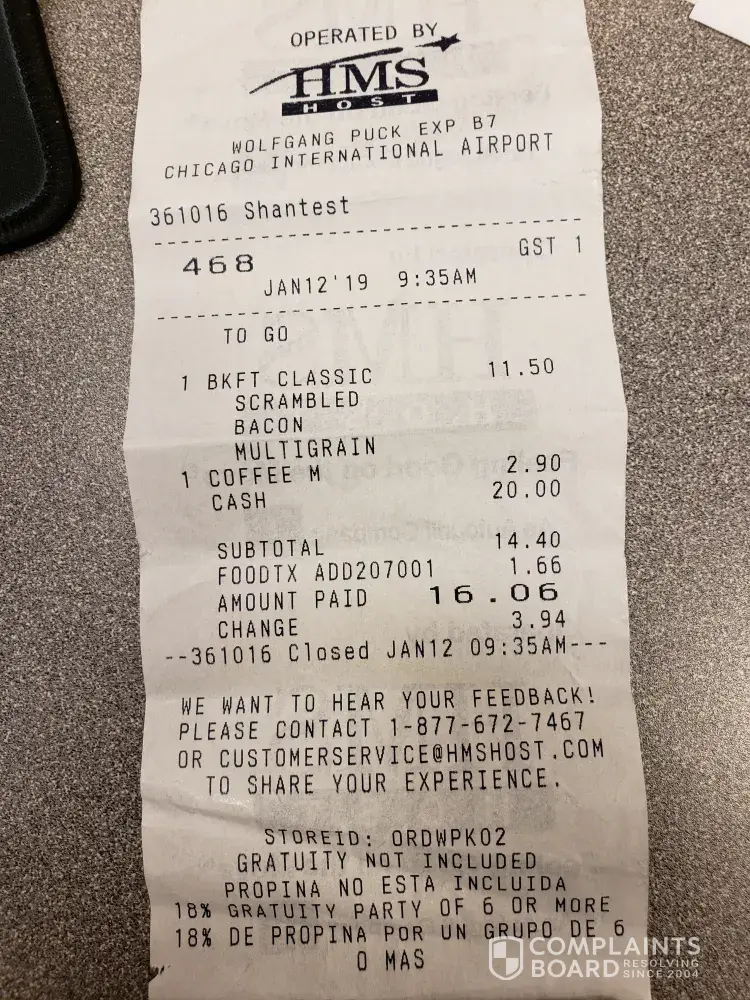 OPERATED BY
HMS
HOST
WOLFGANG PUCK EXP B7
CHICAGO INTERNATIONAL AIRPORT
361016 Shantest
468 GST 1
JAN12'19 9:35AM
TO GO
1 BKFT CLASSIC 11.50
SCRAMBLED
BACON
MULTIGRAIN
1 COFFEE M 2.90
CASH 20.00
SUBTOTAL 14.40
FOODTX ADD207001 1.66
AMOUNT PAID 16.06
CHANGE 3.94
--361016 Closed JAN12 09:35AM---
WE WANT TO HEAR YOUR FEEDBACK!
PLEASE CONTACT 1-877-672-7467
OR CUSTOMERSERVICE@HMSHOST.COM
TO SHARE YOUR EXPERIENCE.
STOREID: ORDWPK02
GRATUITY NOT INCLUDED
PROPINA NO ESTA INCLUIDA
18% GRATUITY PARTY OF 6 OR MORE
18% DE PROPINA POR UN GRUPO DE 6
O MAS
COMPLAINTS
BOARD RESOLVING SINCE 2004